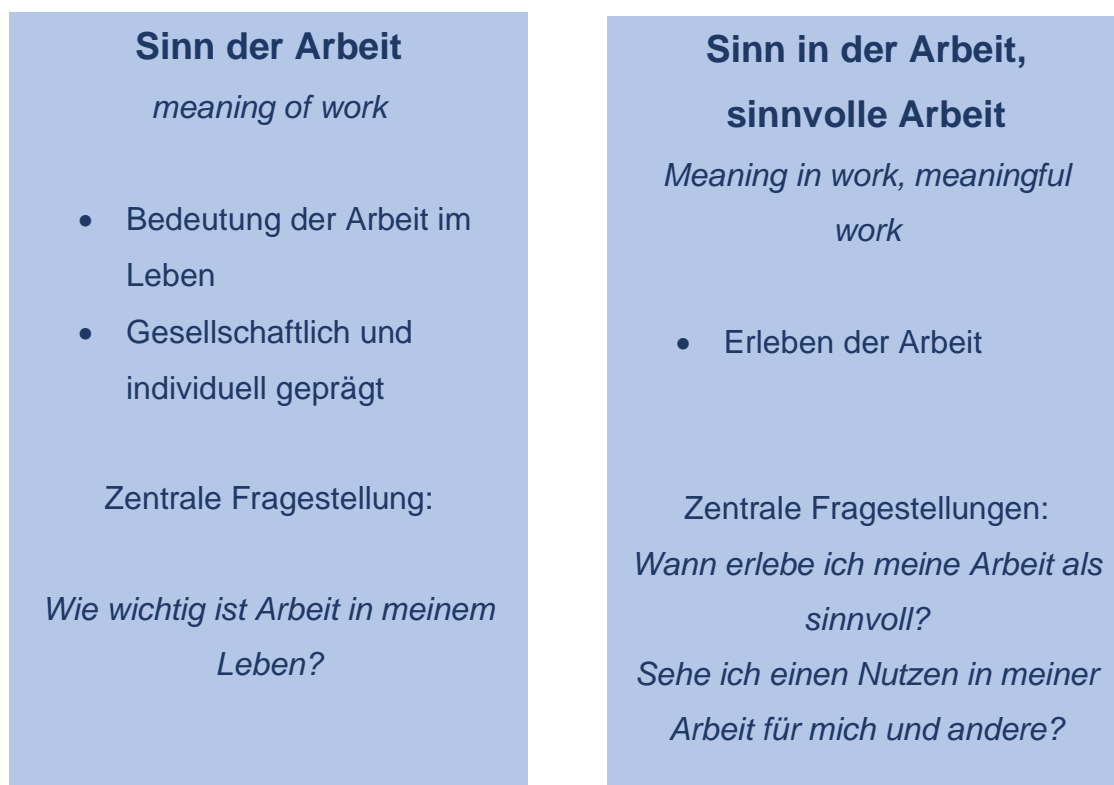 Sinn der Arbeit
meaning of work
• Bedeutung der Arbeit im
Leben
• Gesellschaftlich und
individuell geprägt
Zentrale Fragestellung:
Wie wichtig ist Arbeit in meinem
Leben?
Sinn in der Arbeit,
sinnvolle Arbeit
Meaning in work, meaningful
work
• Erleben der Arbeit
Zentrale Fragestellungen:
Wann erlebe ich meine Arbeit als
sinnvoll?
Sehe ich einen Nutzen in meiner
Arbeit für mich und andere?